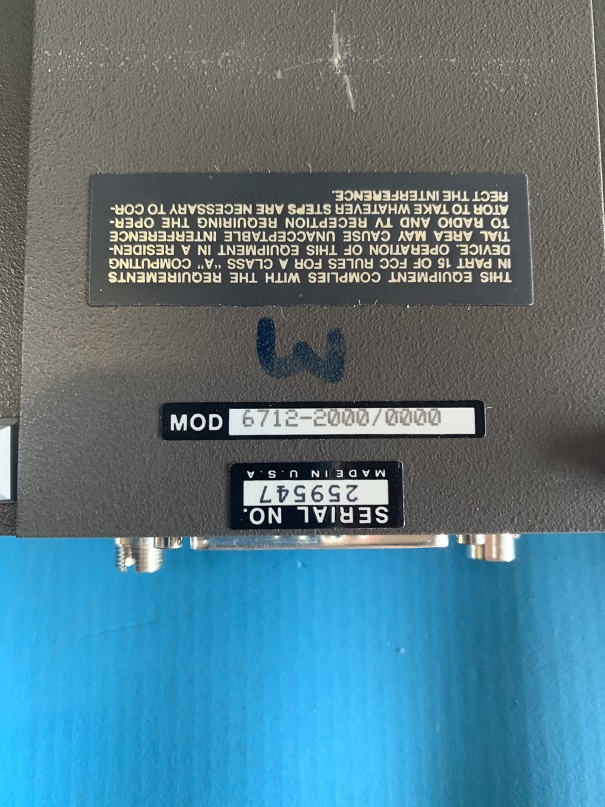 THIS EQUIPMENT COMPLIES WITH THE REQUIREMENTS
IN PART 15 OF FCC RULES FOR A CLASS "A" COMPUTING
DEVICE. OPERATION OF THIS EQUIPMENT IN A RESIDEN-
TIAL AREA MAY CAUSE UNACCEPTABLE INTERFERENCE
TO RADIO AND TV RECEPTION REQUIRING THE OPER-
ATOR TO TAKE WHATEVER STEPS ARE NECESSARY TO COR-
RECT THE INTERFERENCE.
M
MOD 6712-2000/0000
SERIAL NO.
259547
MADE IN U.S.A